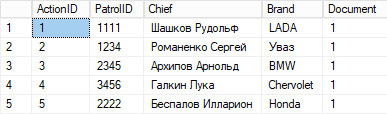 ActionID PatrolID Chief Brand Document
1 1 1111 Шашков Рудольф LADA 1
2 2 1234 Романенко Сергей Уваз 1
3 3 2345 Архипов Арнольд BMW 1
4 4 3456 Галкин Лука Chervolet 1
5 5 2222 Беспалов Илларион Honda 1